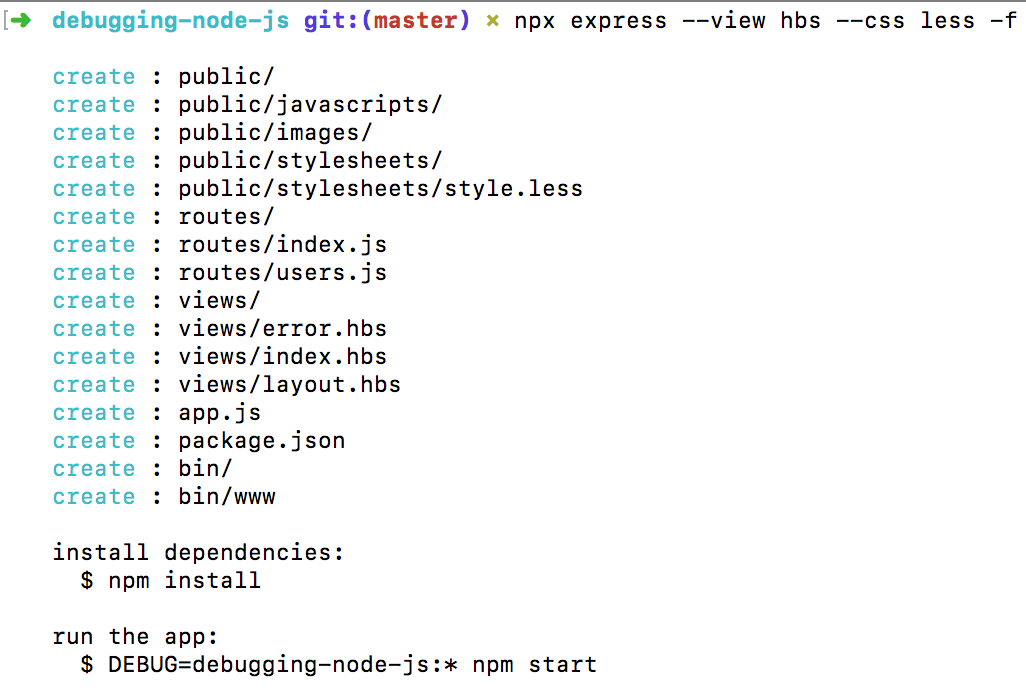 [➜ debugging-node-js git:(master) × npx express --view hbs --css less -f
create : public/
create : public/javascripts/
create : public/images/
create : public/stylesheets/
create : public/stylesheets/style.less
create : routes/
create : routes/index.js
create : routes/users.js
create : views/
create : views/error.hbs
create : views/index.hbs
create : views/layout.hbs
create : app.js
create : package.json
create : bin/
create : bin/www
install dependencies:
$ npm install
run the app:
$ DEBUG=debugging-node-js:* npm start